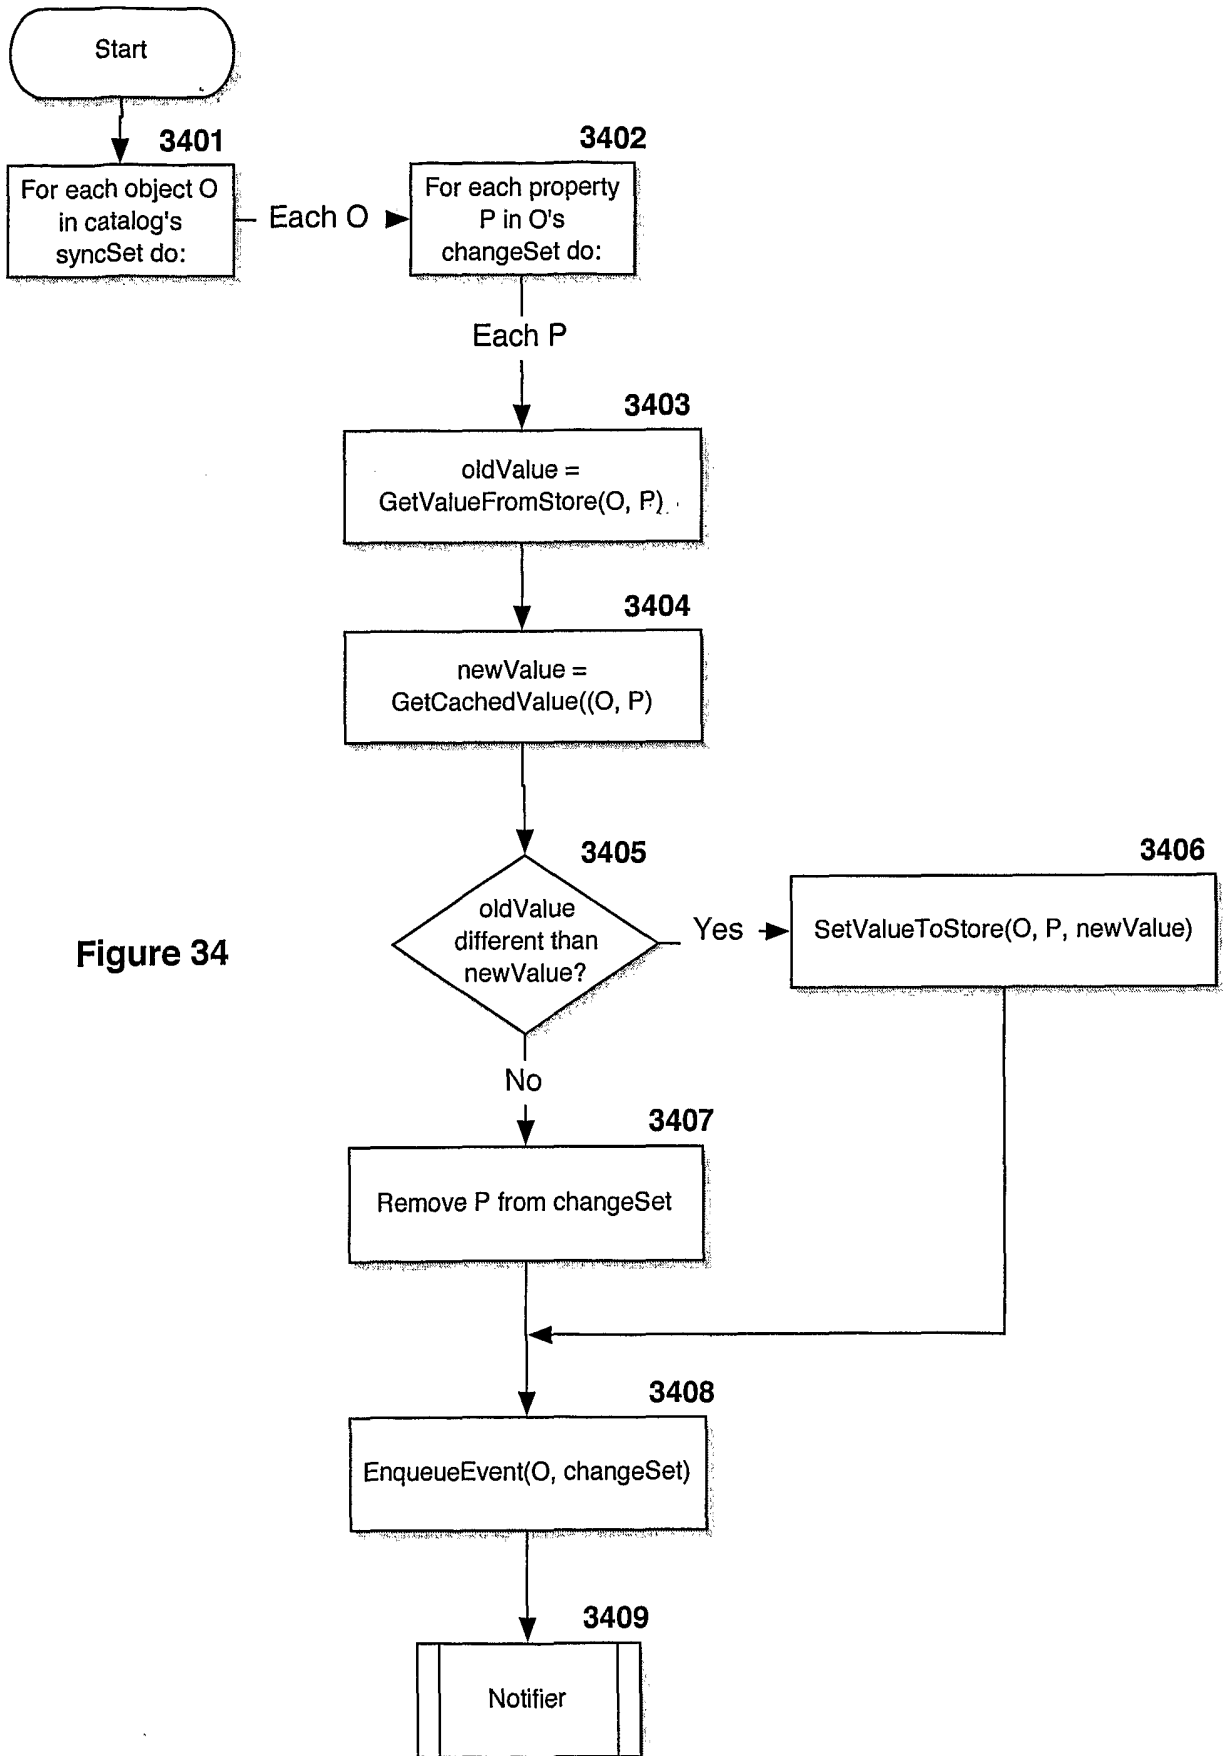 Start
3401
For each object O
in catalog's
syncSet do:
Each O
3402
For each property
P in O's
changeSet do:
Each P
3403
oldValue =
GetValueFromStore(O, P)
3404
newValue =
GetCachedValue((O, P)
3405
oldValue
different than
newValue?
Yes
3406
SetValueToStore(O, P, newValue)
Figure 34
No
3407
Remove P from changeSet
3408
EnqueueEvent(O, changeSet)
3409
Notifier